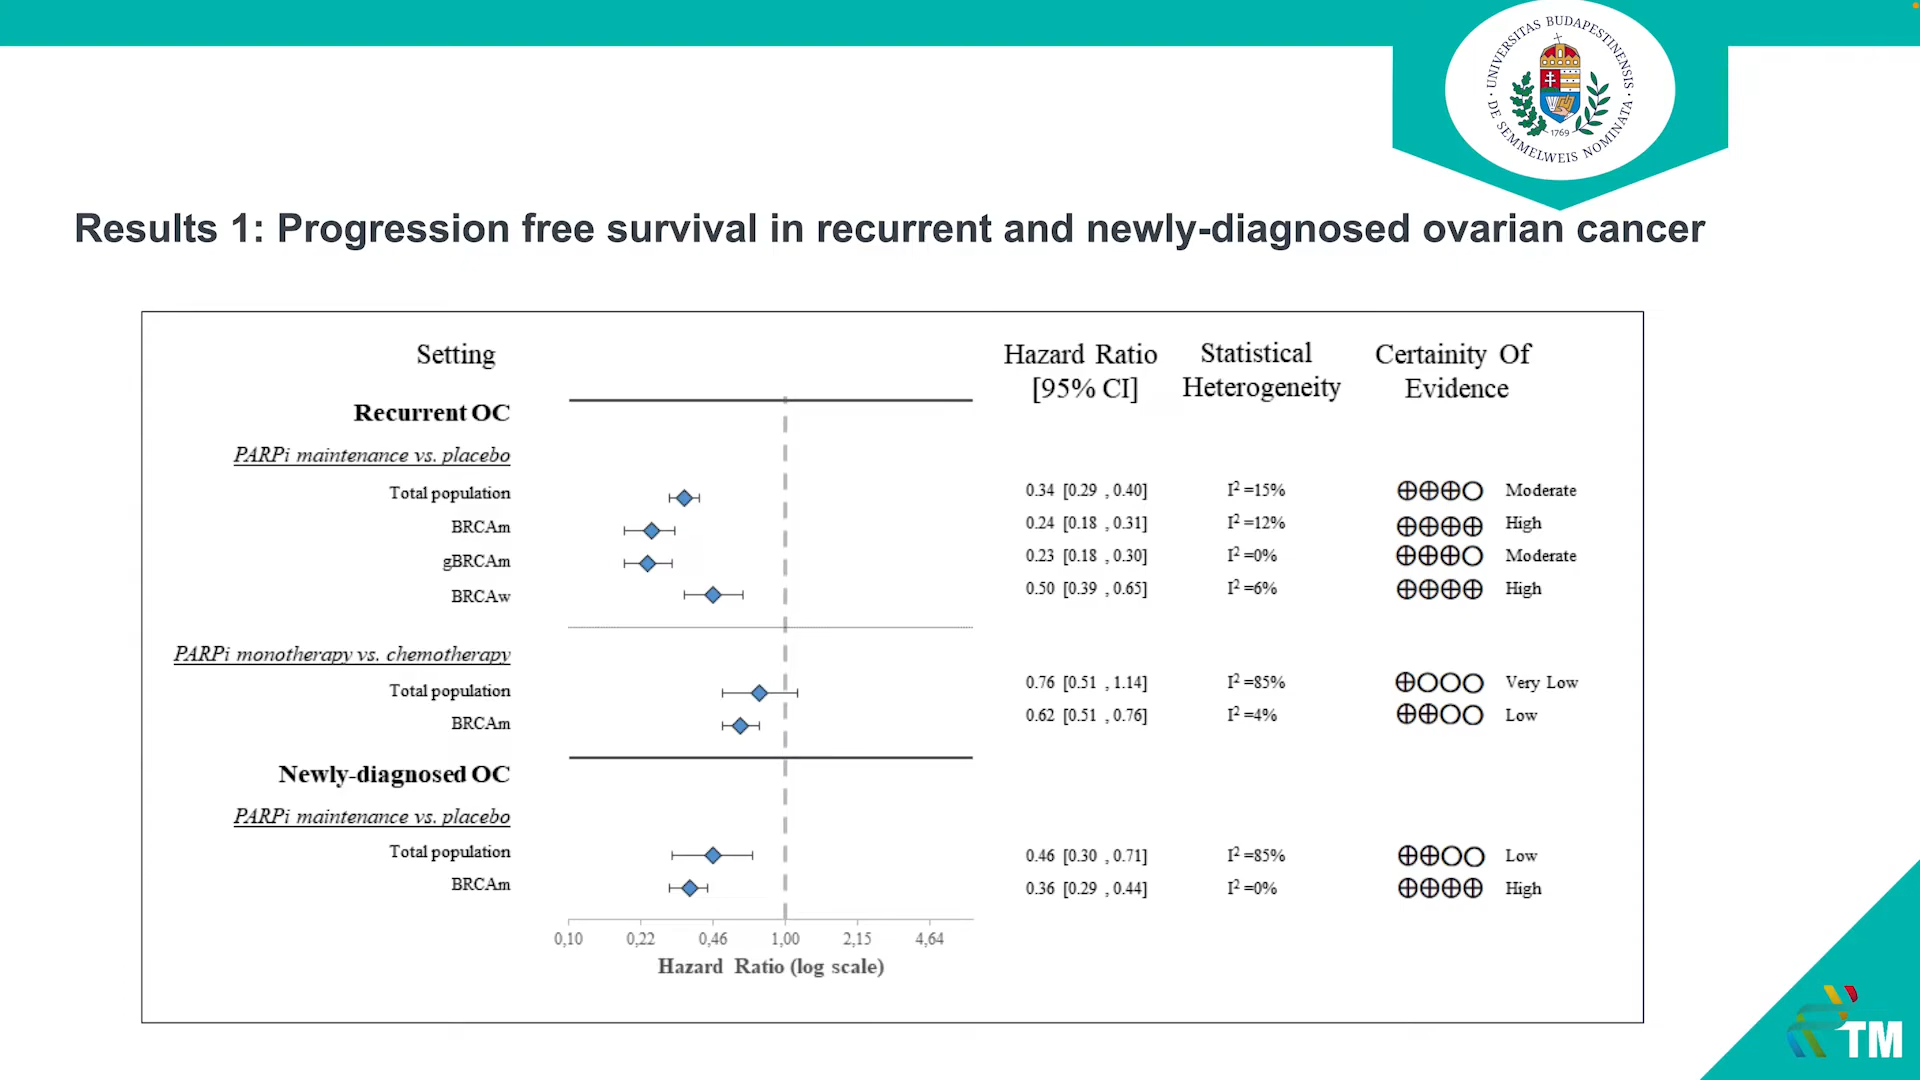 UNIVERSITAS BUDAPESTINENSIS
· DE SEMMELWEIS NOMINATA ·
1769
Results 1: Progression free survival in recurrent and newly-diagnosed ovarian cancer
Setting Hazard Ratio [95% CI] Statistical Heterogeneity Certainity Of Evidence
Recurrent OC
PARPi maintenance vs. placebo
Total population 0.34 [0.29 , 0.40] I² =15% ⊕⊕⊕○ Moderate
BRCAm 0.24 [0.18 , 0.31] I² =12% ⊕⊕⊕⊕ High
gBRCAm 0.23 [0.18 , 0.30] I² =0% ⊕⊕⊕○ Moderate
BRCAw 0.50 [0.39 , 0.65] I² =6% ⊕⊕⊕⊕ High
PARPi monotherapy vs. chemotherapy
Total population 0.76 [0.51 , 1.14] I² =85% ⊕○○○ Very Low
BRCAm 0.62 [0.51 , 0.76] I² =4% ⊕⊕○○ Low
Newly-diagnosed OC
PARPi maintenance vs. placebo
Total population 0.46 [0.30 , 0.71] I² =85% ⊕⊕○○ Low
BRCAm 0.36 [0.29 , 0.44] I² =0% ⊕⊕⊕⊕ High
0,10 0,22 0,46 1,00 2,15 4,64
Hazard Ratio (log scale)
TM